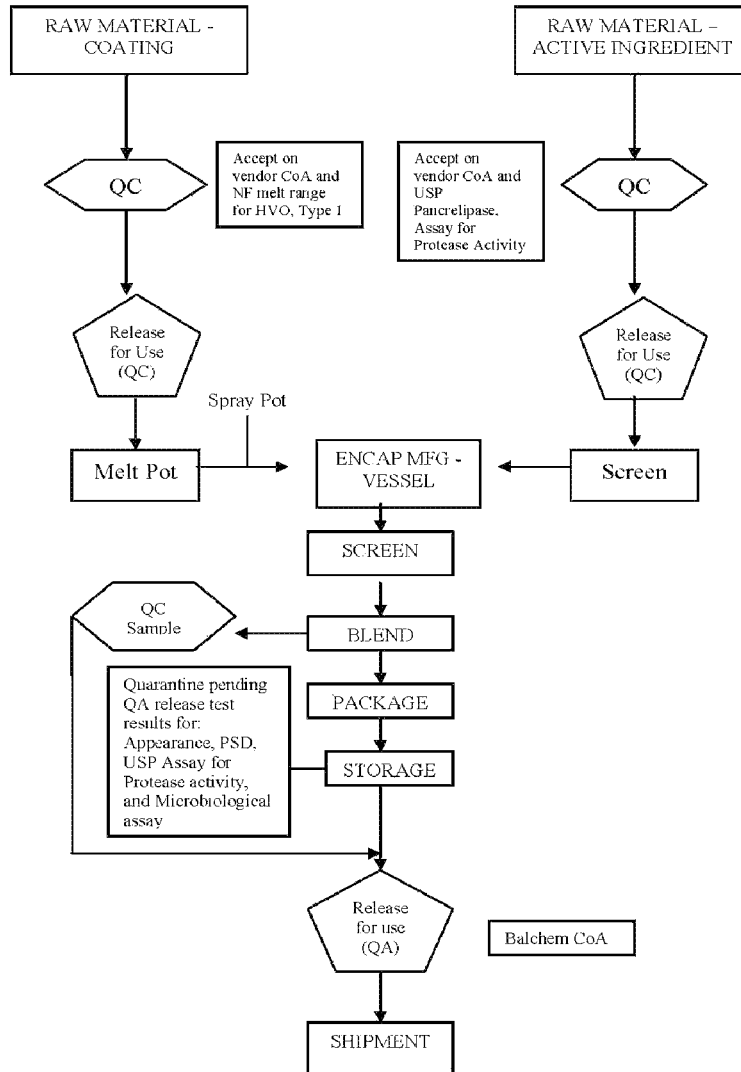 RAW MATERIAL -
COATING
RAW MATERIAL –
ACTIVE INGREDIENT
QC
Accept on
vendor CoA and
NF melt range
for HVO, Type 1
Accept on
vendor CoA and
USP
Pancrelipase,
Assay for
Protease Activity
QC
Release
for Use
(QC)
Release
for Use
(QC)
Spray Pot
Melt Pot
ENCAP MFG -
VESSEL
Screen
SCREEN
QC
Sample
BLEND
Quarantine pending
QA release test
results for:
Appearance, PSD,
USP Assay for
Protease activity,
and Microbiological
assay
PACKAGE
STORAGE
Release
for use
(QA)
Balchem CoA
SHIPMENT